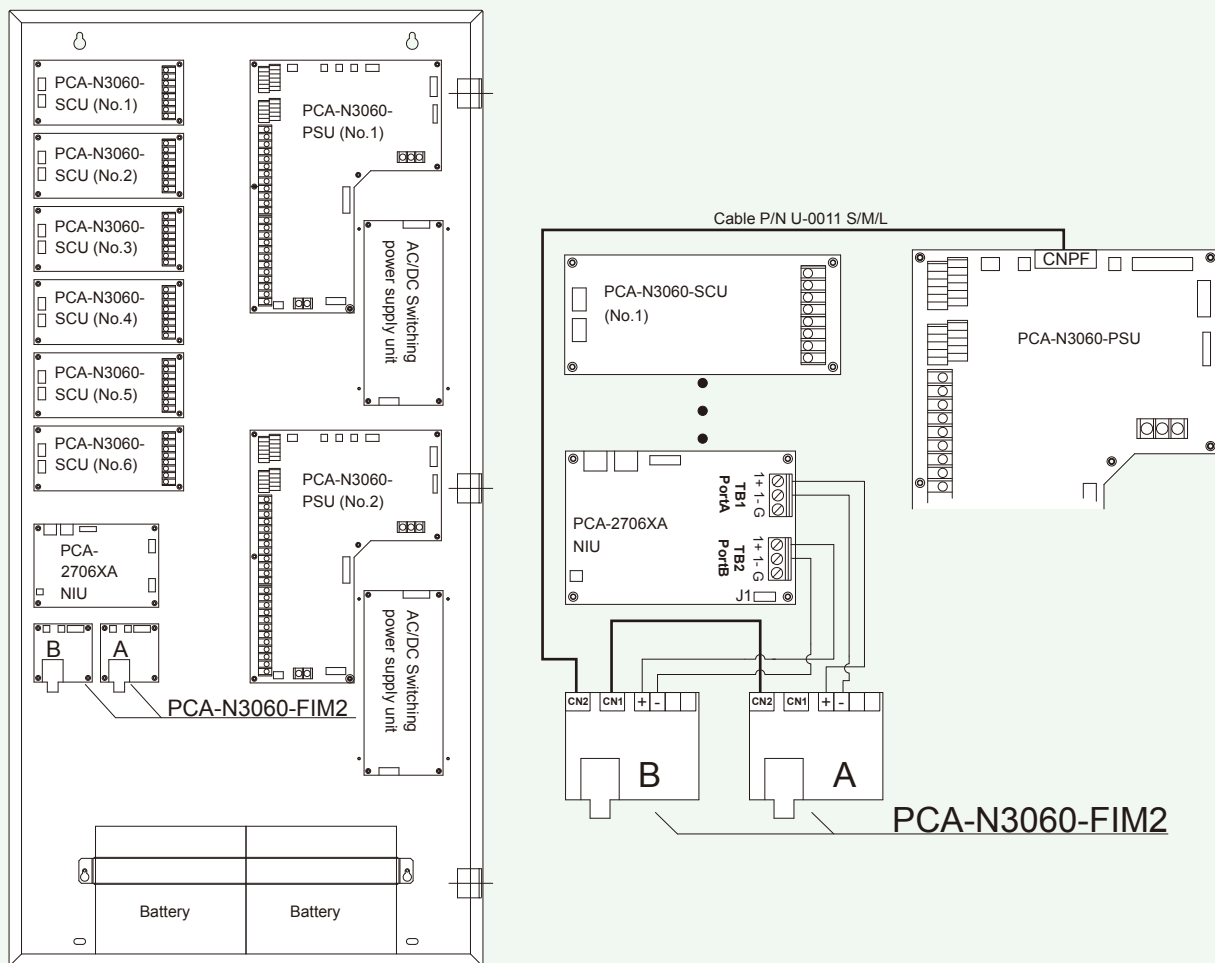 PCA-N3060-
SCU (No.1)
PCA-N3060-
SCU (No.2)
PCA-N3060-
SCU (No.3)
PCA-N3060-
SCU (No.4)
PCA-N3060-
SCU (No.5)
PCA-N3060-
SCU (No.6)
PCA-
2706XA
NIU
B
A
PCA-N3060-FIM2
PCA-N3060-
PSU (No.1)
AC/DC Switching
power supply unit
PCA-N3060-
PSU (No.2)
AC/DC Switching
power supply unit
Battery
Battery
Cable P/N U-0011 S/M/L
PCA-N3060-SCU
(No.1)
CNPF
PCA-N3060-PSU
PCA-2706XA
NIU
1+ 1- G
TB1
PortA
1+ 1- G
TB2
PortB
J1
CN2 CN1 + -
B
CN2 CN1 + -
A
PCA-N3060-FIM2